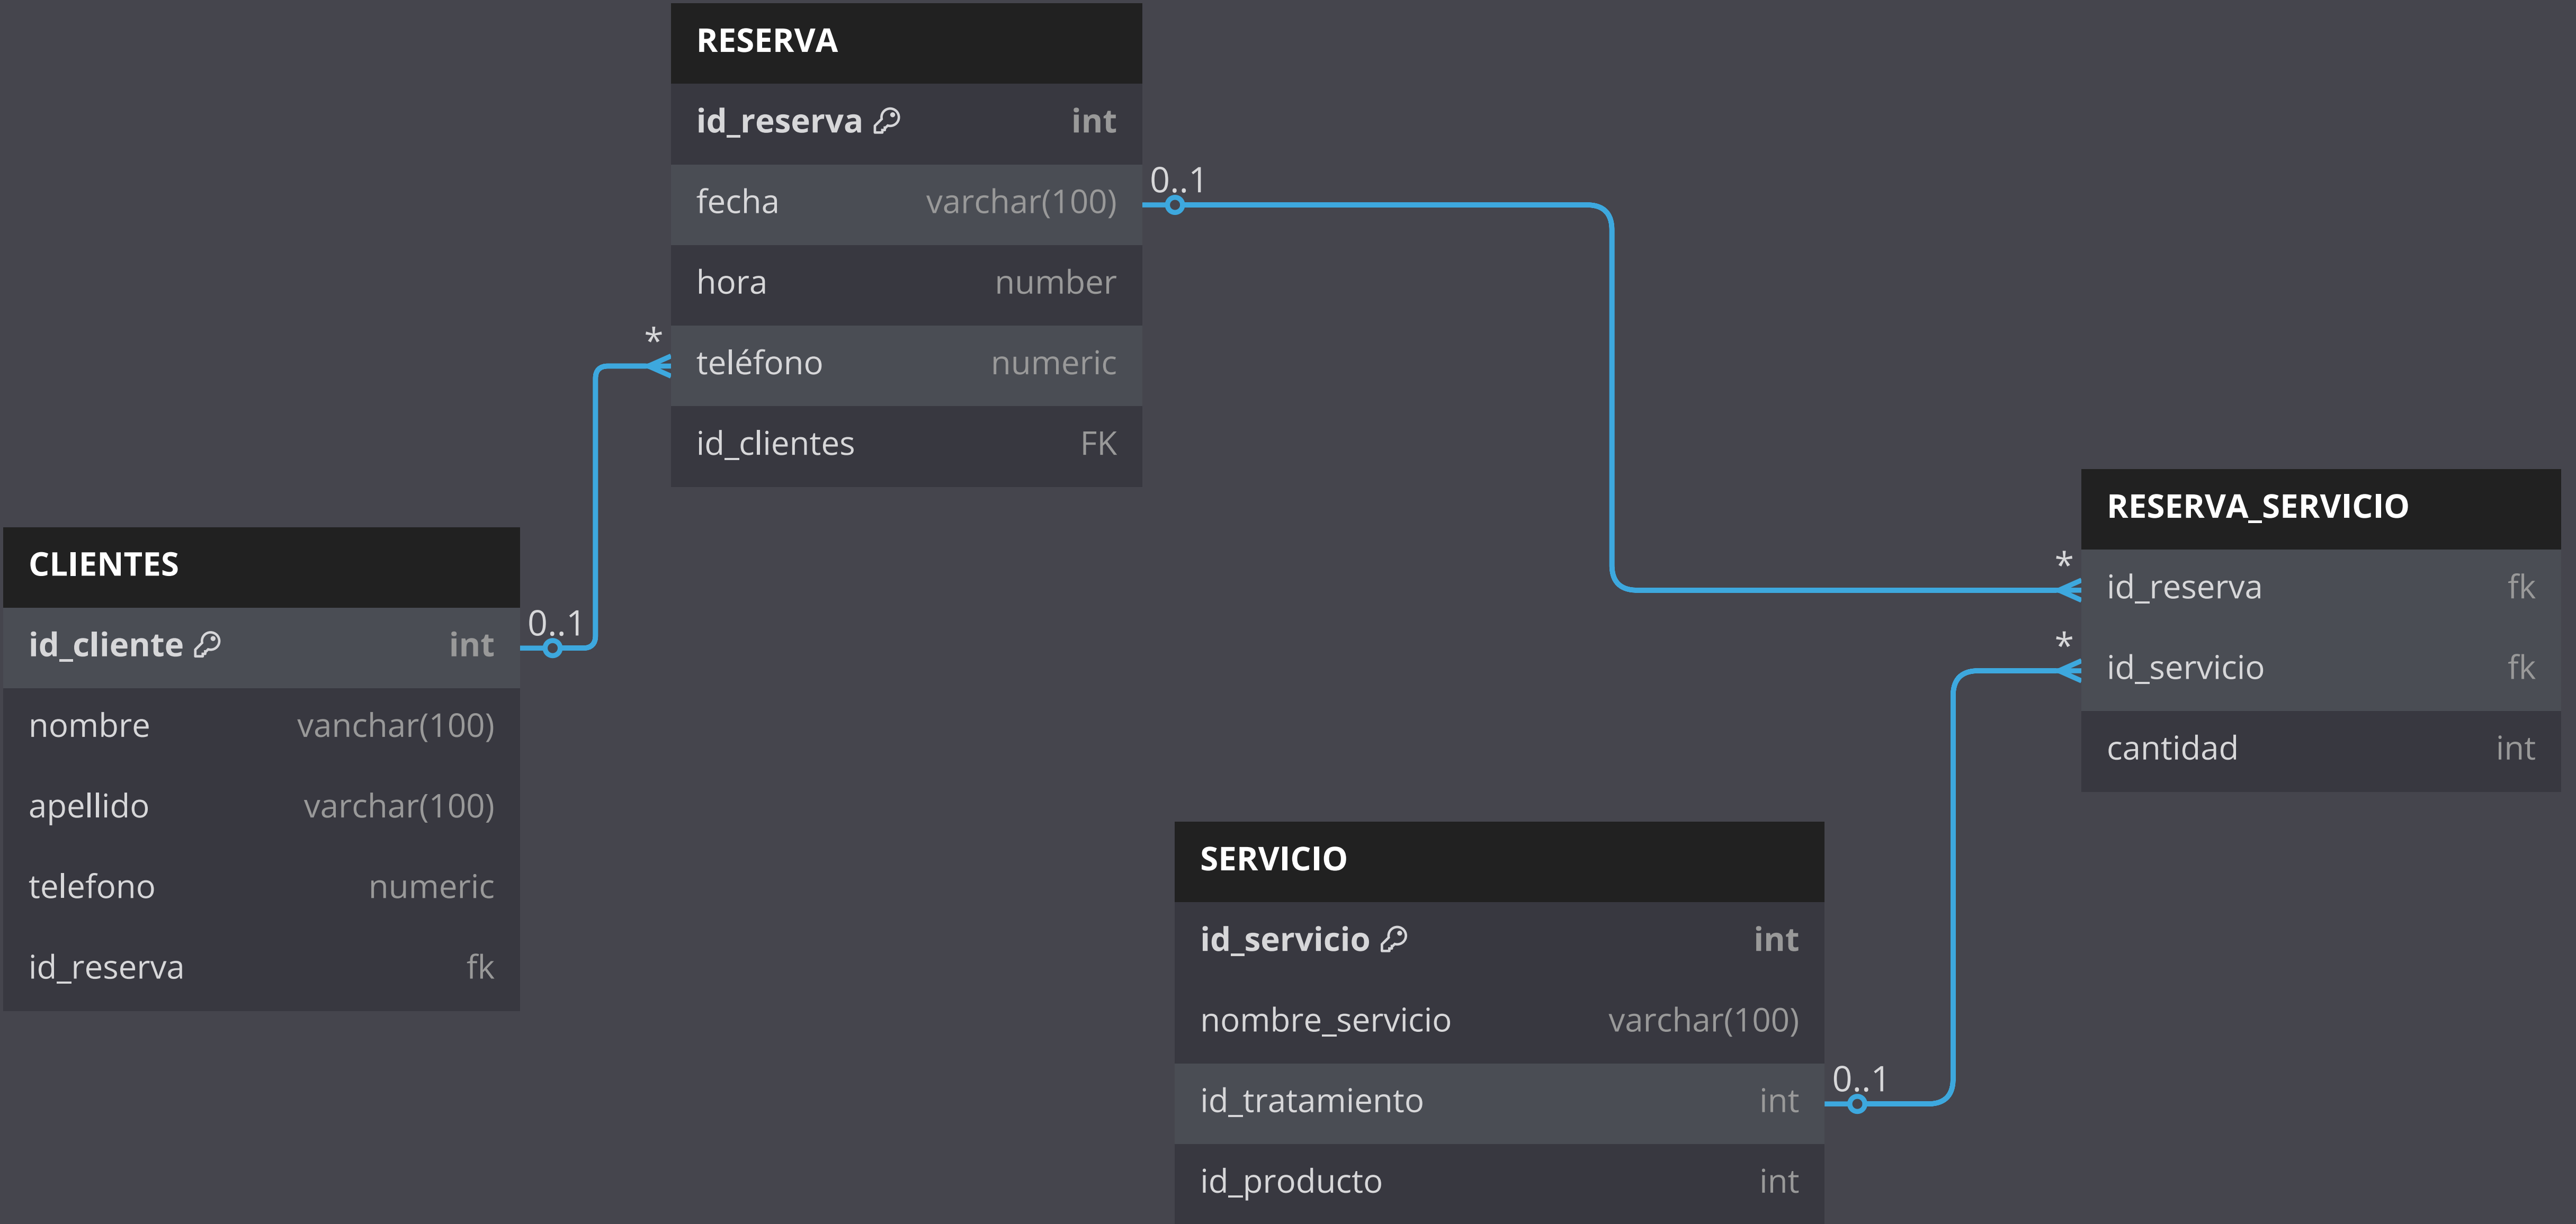 RESERVA
id_reserva int
fecha varchar(100)
hora number
teléfono numeric
id_clientes FK
0..1
*
CLIENTES
id_cliente int
nombre vanchar(100)
apellido varchar(100)
telefono numeric
id_reserva fk
0..1
RESERVA_SERVICIO
id_reserva fk
id_servicio fk
cantidad int
*
*
SERVICIO
id_servicio int
nombre_servicio varchar(100)
id_tratamiento int
id_producto int
0..1